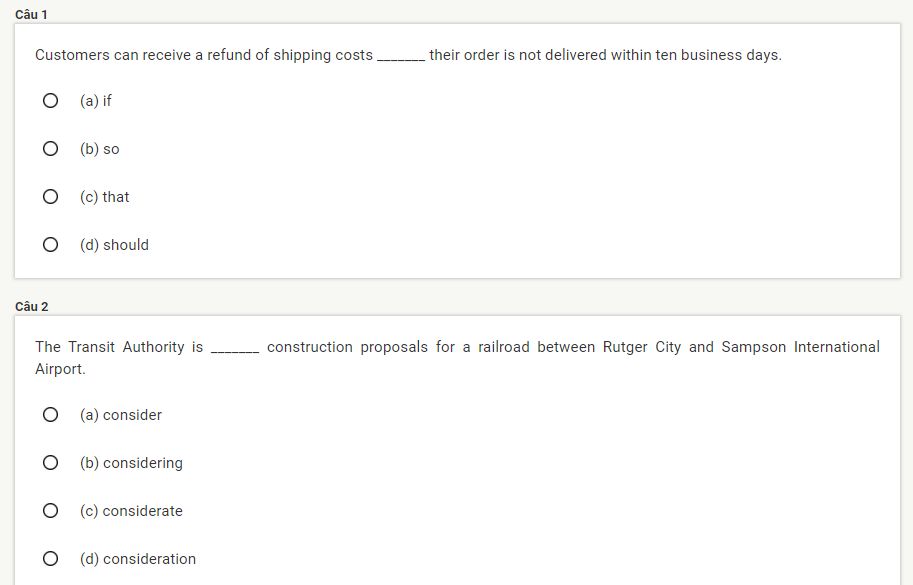 Câu 1
Customers can receive a refund of shipping costs _______ their order is not delivered within ten business days.
(a) if
(b) so
(c) that
(d) should
Câu 2
The Transit Authority is _______ construction proposals for a railroad between Rutger City and Sampson International
Airport.
(a) consider
(b) considering
(c) considerate
(d) consideration